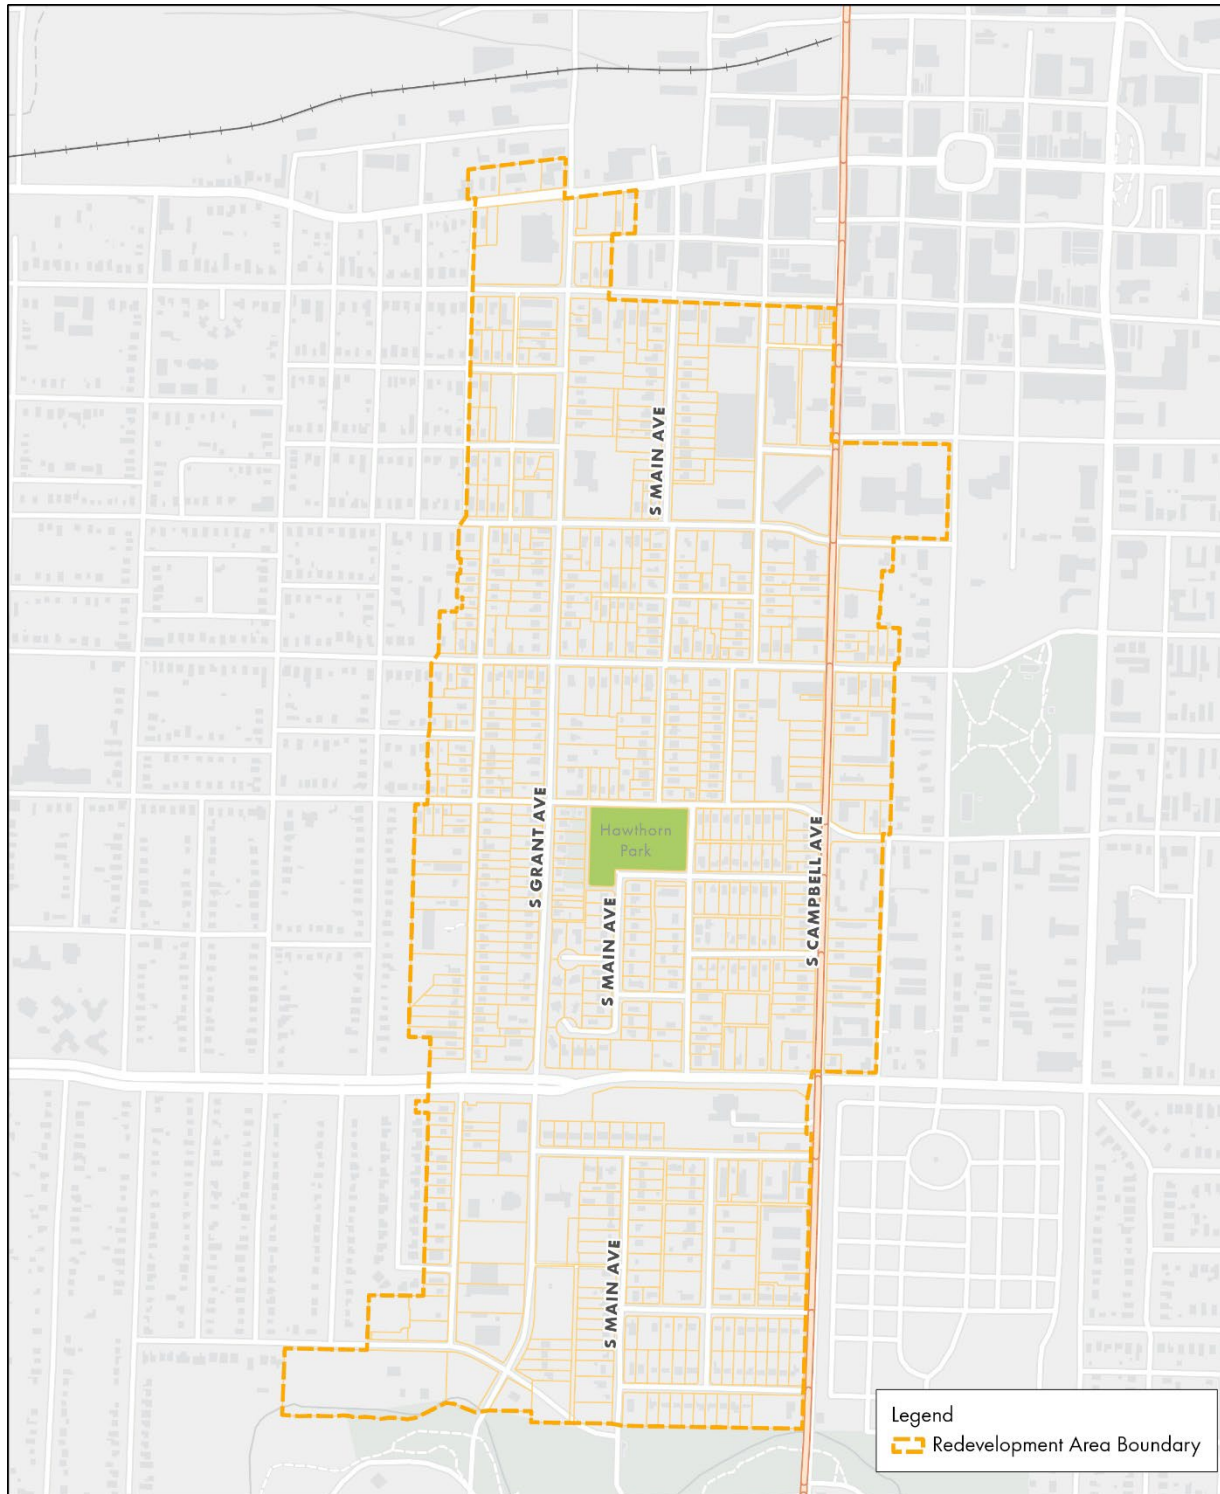 S MAIN AVE
S GRANT AVE
Hawthorn
Park
S MAIN AVE
S CAMPBELL AVE
S MAIN AVE
Legend
Redevelopment Area Boundary